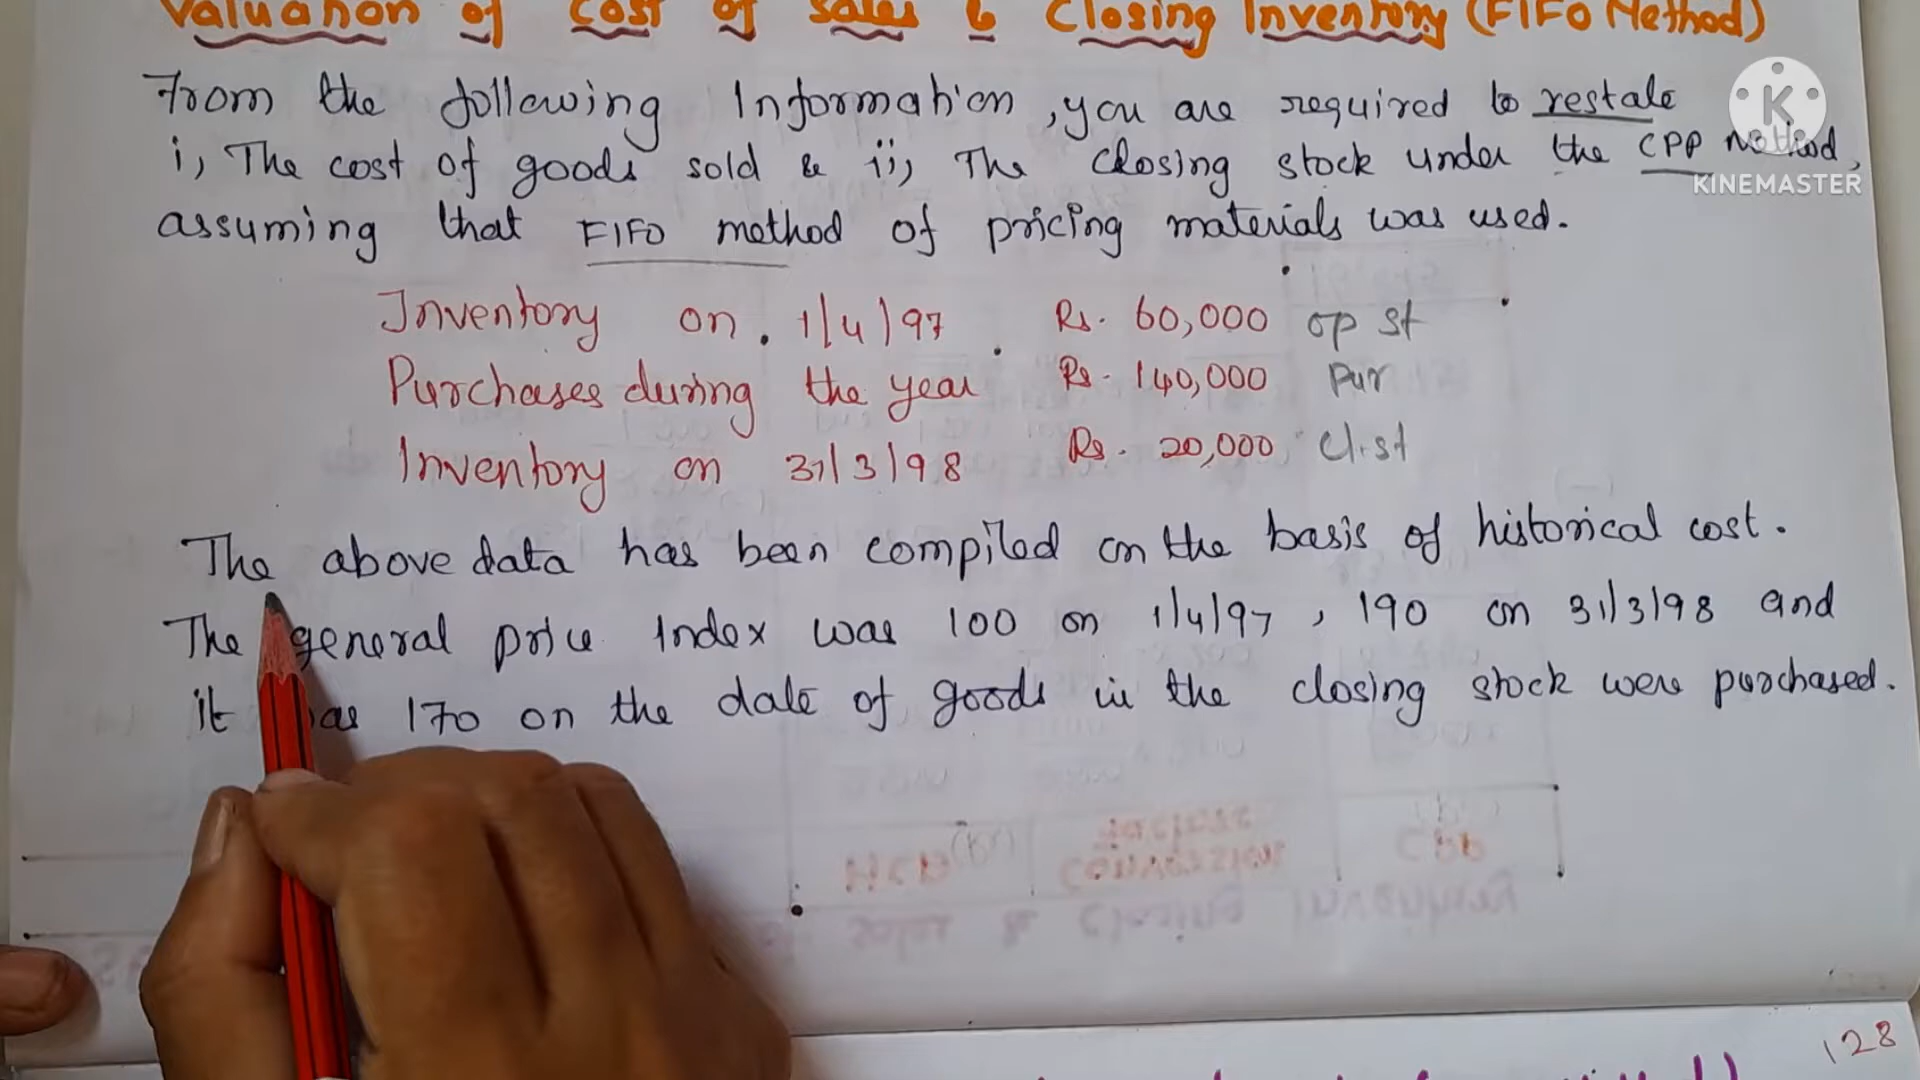 Valuation of Cost of Sales & Closing Inventory (FIFO Method)
From the following Information, you are required to restate
i, The cost of goods sold & ii, The closing stock under the CPP Method,
assuming that FIFO method of pricing materials was used.
Inventory on 1/4/97 Rs. 60,000 op st
Purchases during the year Rs. 140,000 Pur
Inventory on 31/3/98 Rs. 20,000 Cl.st
The above data has been compiled on the basis of historical cost.
The general price Index was 100 on 1/4/97, 190 on 31/3/98 and
it 170 on the date of goods in the closing stock were purchased.
128
K
KINEMASTER